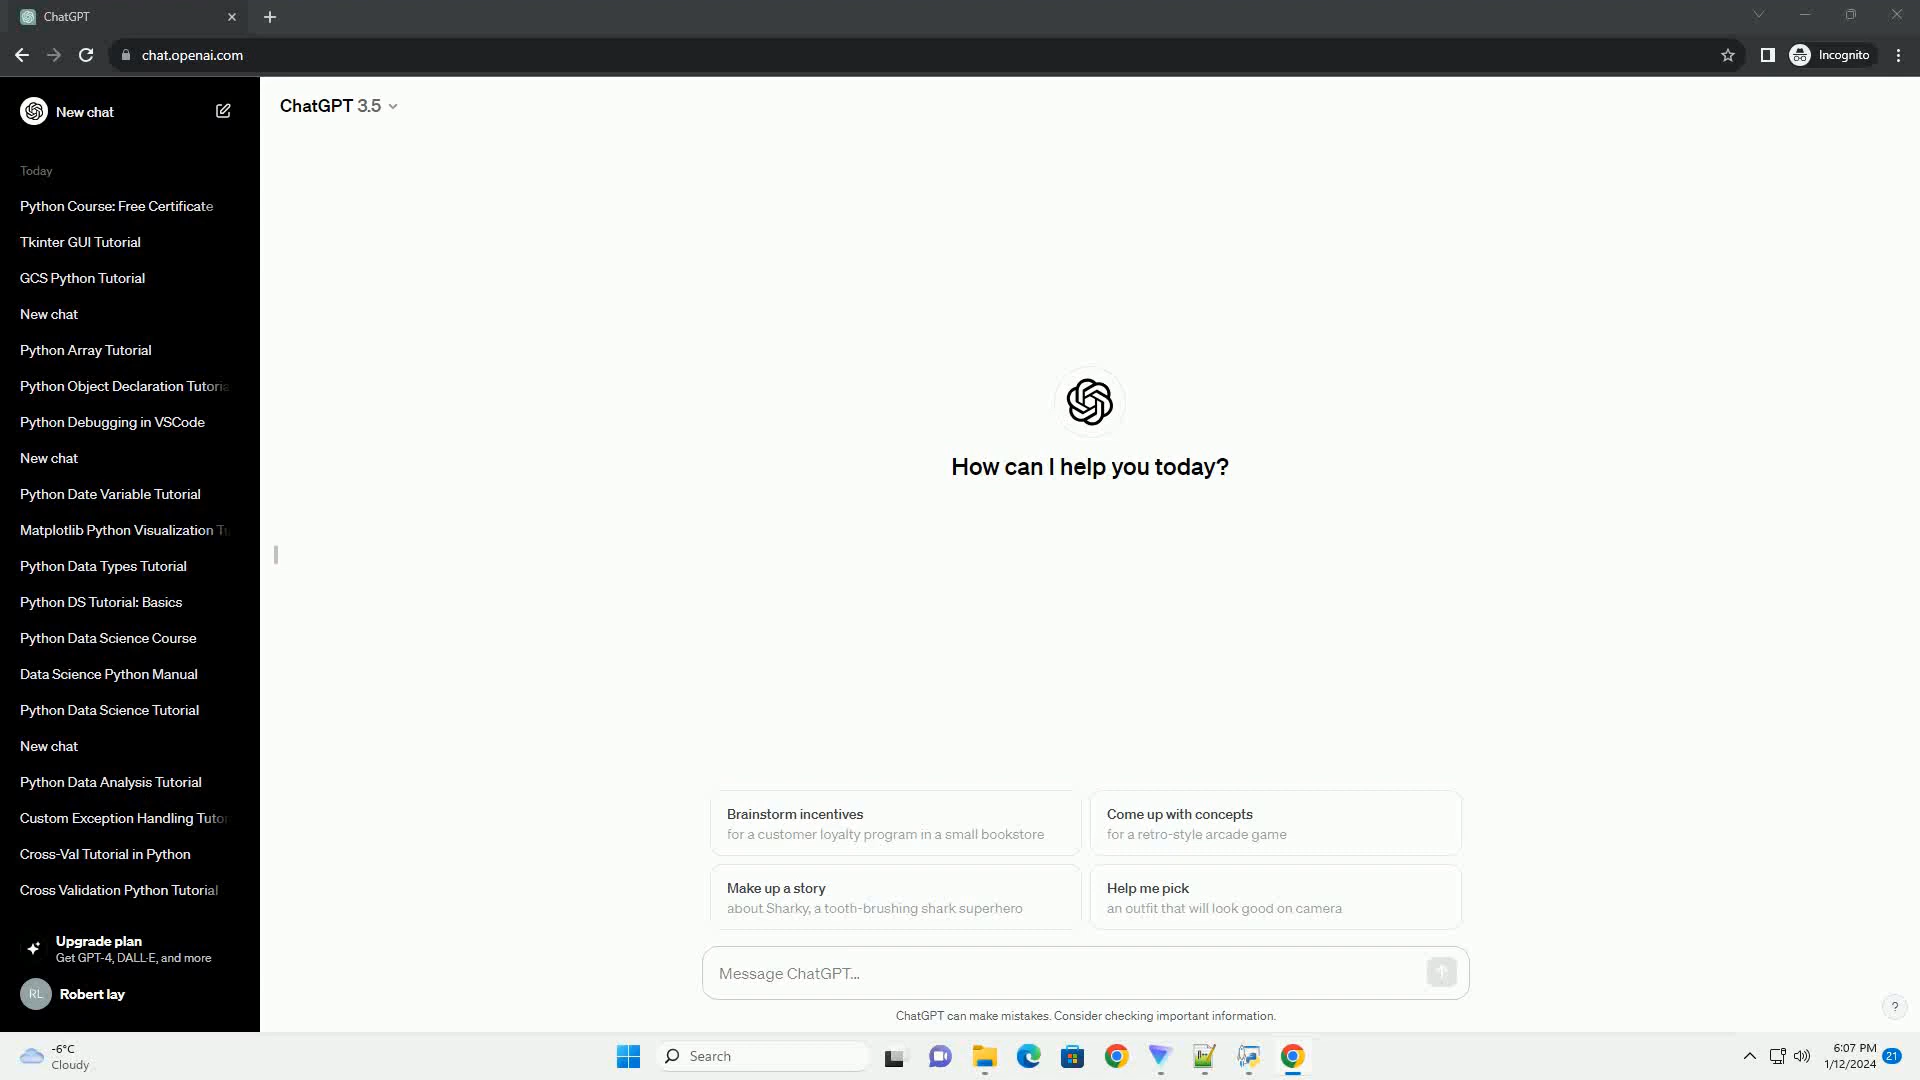 ChatGPT
chat.openai.com
Incognito
New chat
ChatGPT 3.5
Today
Python Course: Free Certificate
Tkinter GUI Tutorial
GCS Python Tutorial
New chat
Python Array Tutorial
Python Object Declaration Tutoria
Python Debugging in VSCode
New chat
Python Date Variable Tutorial
Matplotlib Python Visualization Tu
Python Data Types Tutorial
Python DS Tutorial: Basics
Python Data Science Course
Data Science Python Manual
Python Data Science Tutorial
New chat
Python Data Analysis Tutorial
Custom Exception Handling Tutor
Cross-Val Tutorial in Python
Cross Validation Python Tutorial
Upgrade plan
Get GPT-4, DALL·E, and more
RL
Robert lay
How can I help you today?
Brainstorm incentives
for a customer loyalty program in a small bookstore
Come up with concepts
for a retro-style arcade game
Make up a story
about Sharky, a tooth-brushing shark superhero
Help me pick
an outfit that will look good on camera
Message ChatGPT...
ChatGPT can make mistakes. Consider checking important information.
?
-6°C
Cloudy
Search
6:07 PM
1/12/2024
21